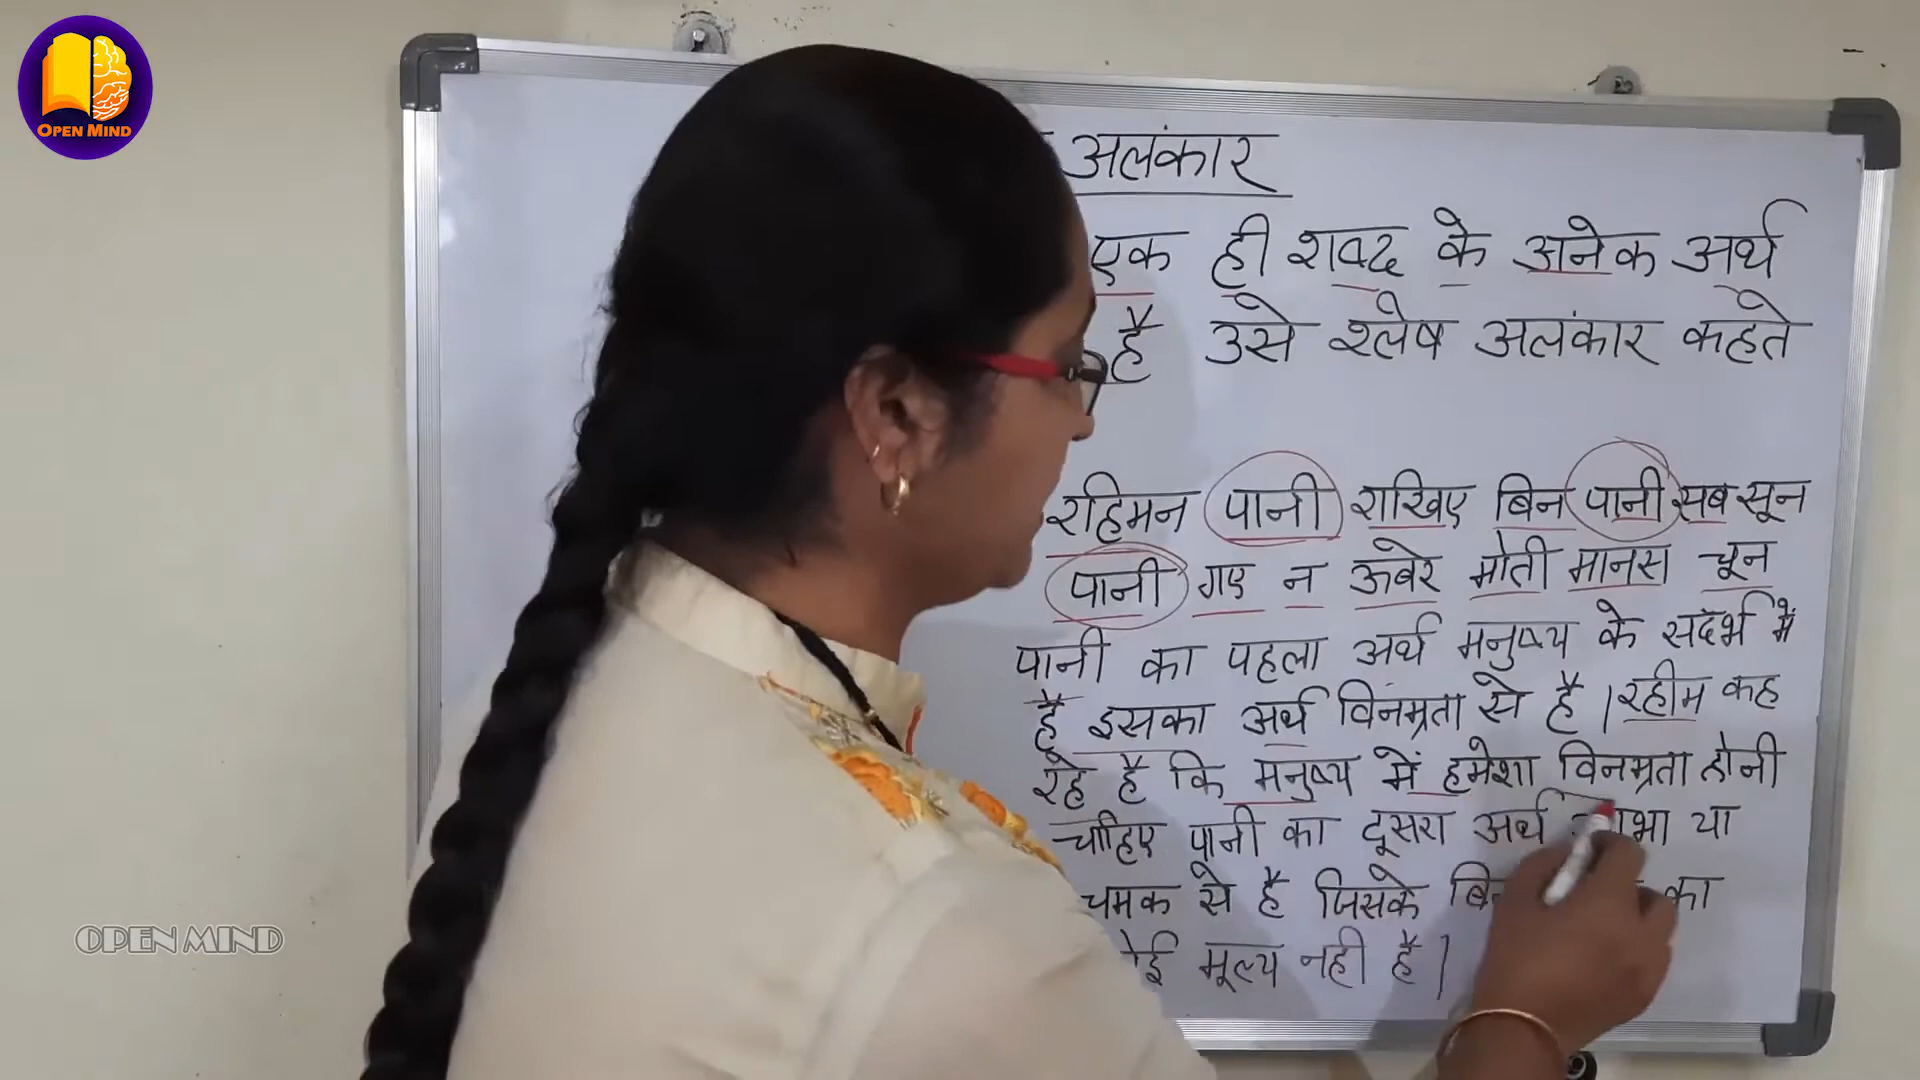 OPEN MIND
अलंकार
एक ही शब्द के अनेक अर्थ
है उसे श्लेष अलंकार कहते
रहिमन पानी राखिए बिन पानी सब सून
पानी गए न ऊबरे मोती मानस चून
पानी का पहला अर्थ मनुष्य के संदर्भ में
है इसका अर्थ विनम्रता से है । रहीम कह
रहे है कि मनुष्य में हमेशा विनम्रता होनी
चाहिए पानी का दूसरा अर्थ या
चमक से है जिसके का
मूल्य नही है ।
OPEN MIND